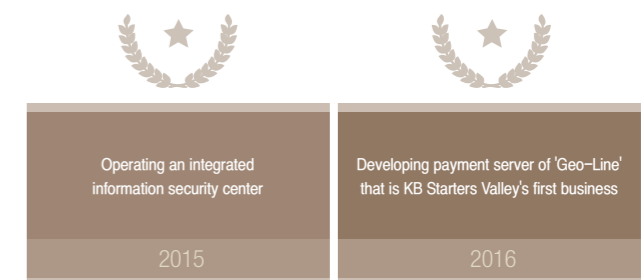 Operating an integrated
information security center
2015
Developing payment server of 'Geo-Line'
that is KB Starters Valley's first business
2016